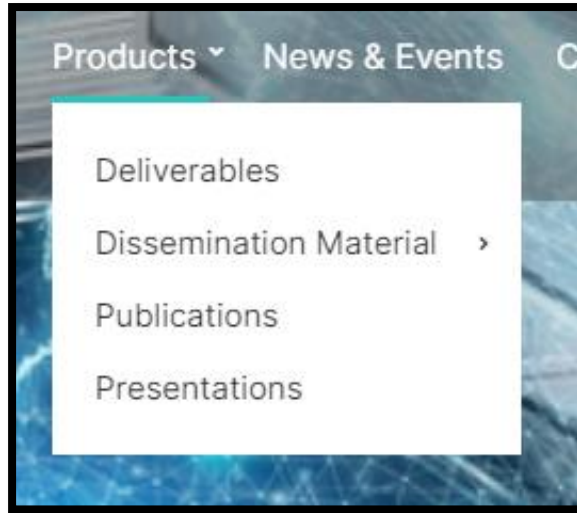 Products News & Events C
Deliverables
Dissemination Material
Publications
Presentations